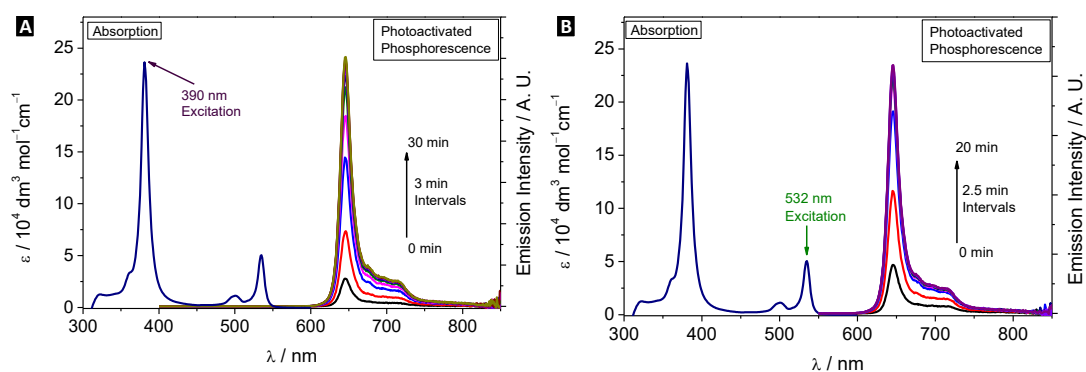 A
Absorption
Photoactivated
Phosphorescence
390 nm
Excitation
30 min
3 min
Intervals
0 min
25
20
15
10
5
0
300 400 500 600 700 800
ε / 10⁴ dm³ mol⁻¹cm⁻¹
Emission Intensity / A. U.
λ / nm
B
Absorption
Photoactivated
Phosphorescence
532 nm
Excitation
20 min
2.5 min
Intervals
0 min
25
20
15
10
5
0
300 400 500 600 700 800
ε / 10⁴ dm³ mol⁻¹cm⁻¹
Emission Intensity / A. U.
λ / nm